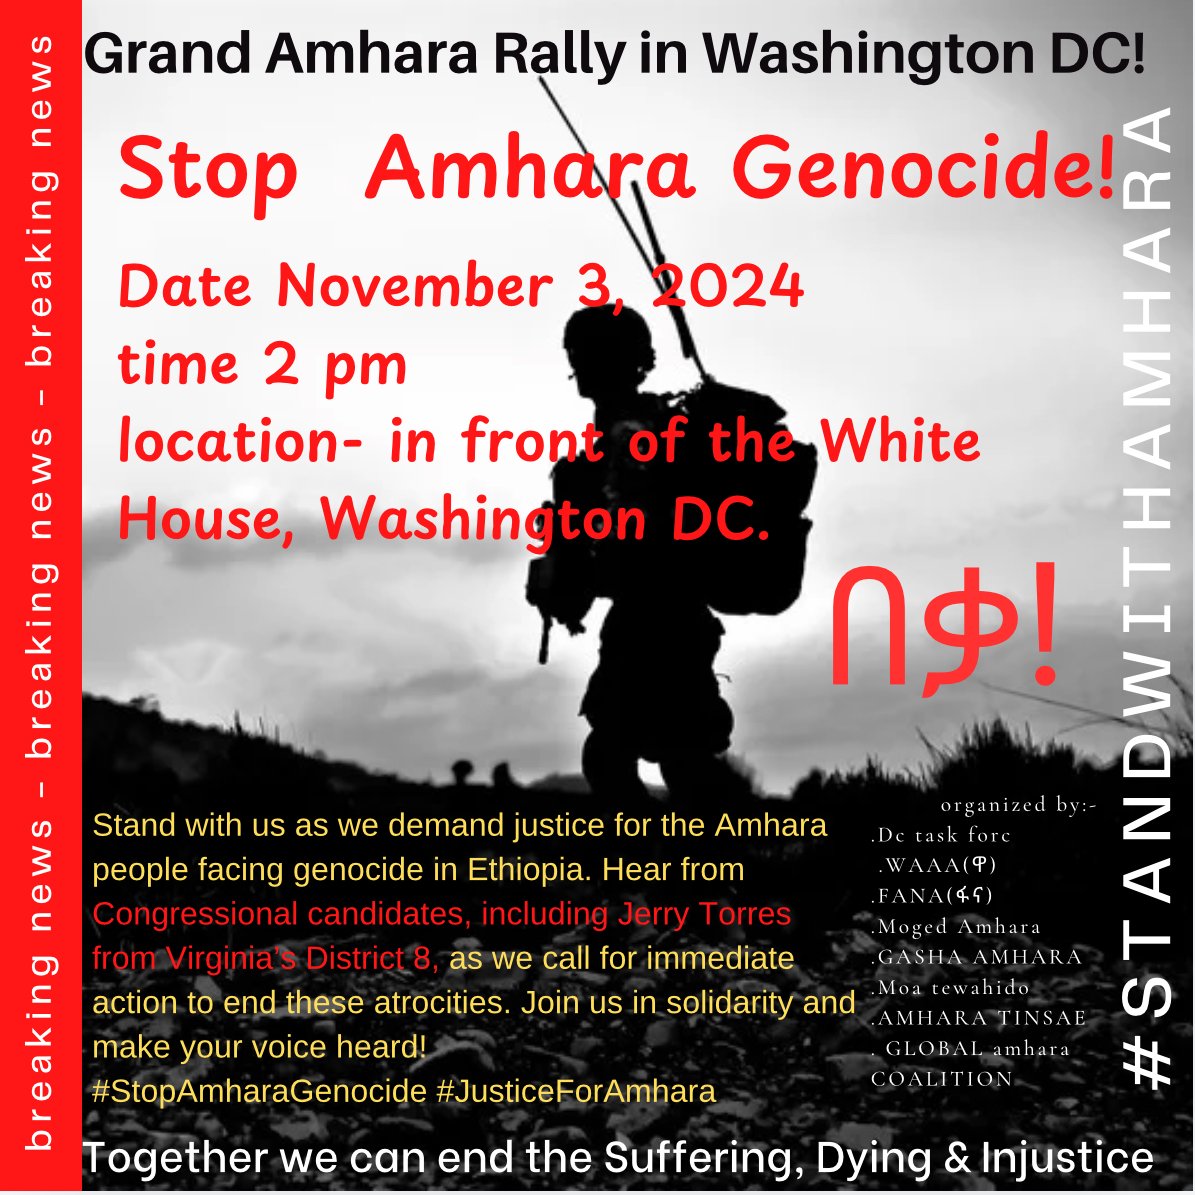 Grand Amhara Rally in Washington DC!
Stop Amhara Genocide!
Date November 3, 2024
time 2 pm
location- in front of the White
House, Washington DC.
በቃ!
Stand with us as we demand justice for the Amhara
people facing genocide in Ethiopia. Hear from
Congressional candidates, including Jerry Torres
from Virginia's District 8, as we call for immediate
action to end these atrocities. Join us in solidarity and
make your voice heard!
#StopAmharaGenocide #JusticeForAmhara
organized by:-
.Dc task forc
.WAAA(ዋ)
.FANA(ፋና)
.Moged Amhara
.GASHA AMHARA
.Moa tewahido
.AMHARA TINSAE
. GLOBAL amhara
COALITION
Together we can end the Suffering, Dying & Injustice
breaking news – breaking news – breaking news – breaking news
#STANDWITHAMHARA